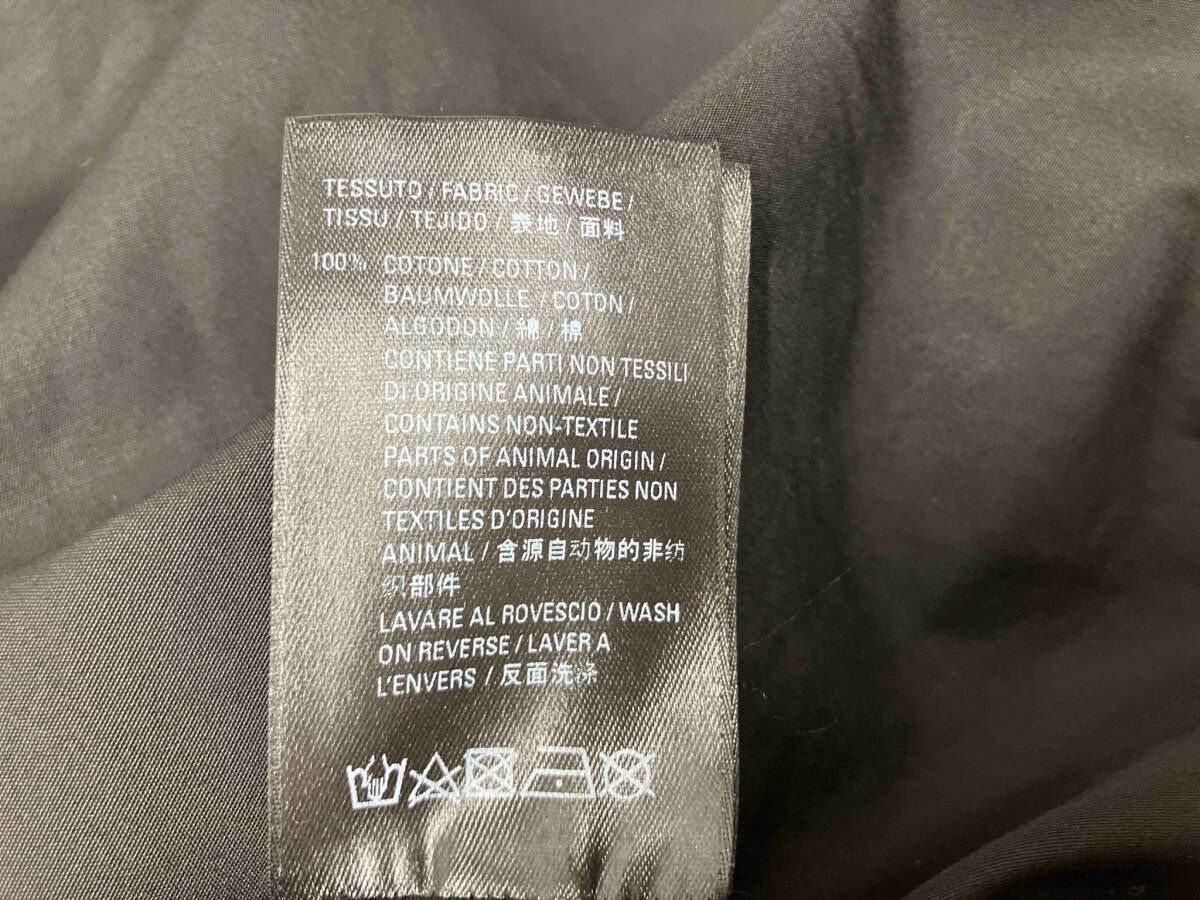 TESSUTO / FABRIC / GEWEBE /
TISSU / TEJIDO / 表地 / 面料
100% COTONE / COTTON /
BAUMWOLLE / COTON /
ALGODON / 綿 / 棉
CONTIENE PARTI NON TESSILI
DI ORIGINE ANIMALE /
CONTAINS NON-TEXTILE
PARTS OF ANIMAL ORIGIN /
CONTIENT DES PARTIES NON
TEXTILES D'ORIGINE
ANIMAL / 含源自动物的非纺
织部件
LAVARE AL ROVESCIO / WASH
ON REVERSE / LAVER A
L'ENVERS / 反面洗涤